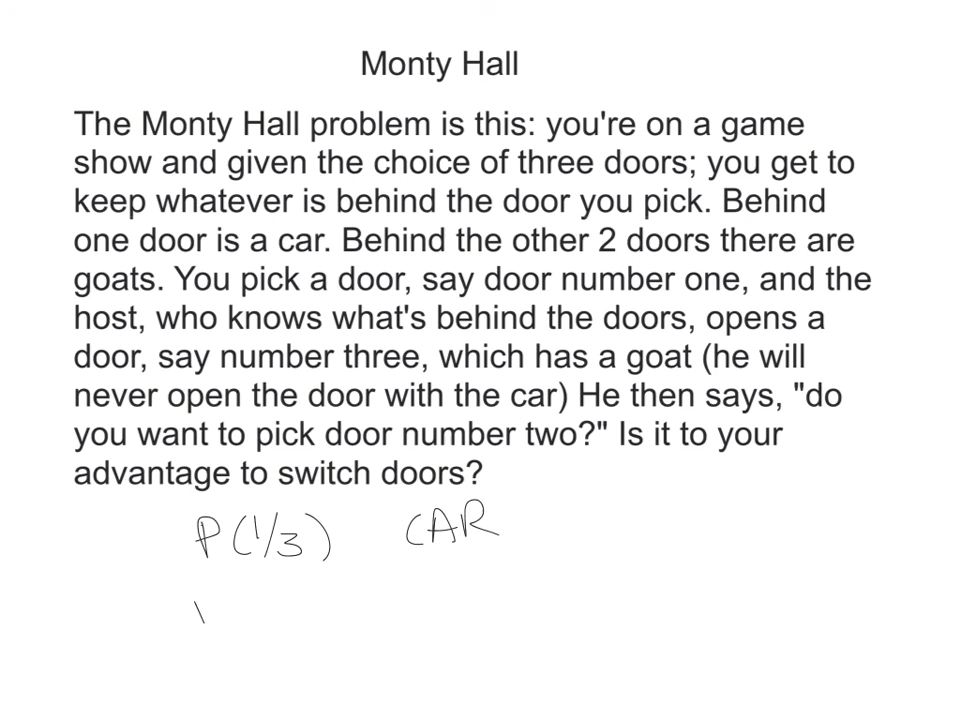 Monty Hall
The Monty Hall problem is this: you're on a game
show and given the choice of three doors; you get to
keep whatever is behind the door you pick. Behind
one door is a car. Behind the other 2 doors there are
goats. You pick a door, say door number one, and the
host, who knows what's behind the doors, opens a
door, say number three, which has a goat (he will
never open the door with the car) He then says, "do
you want to pick door number two?" Is it to your
advantage to switch doors?
P(1/3) CAR